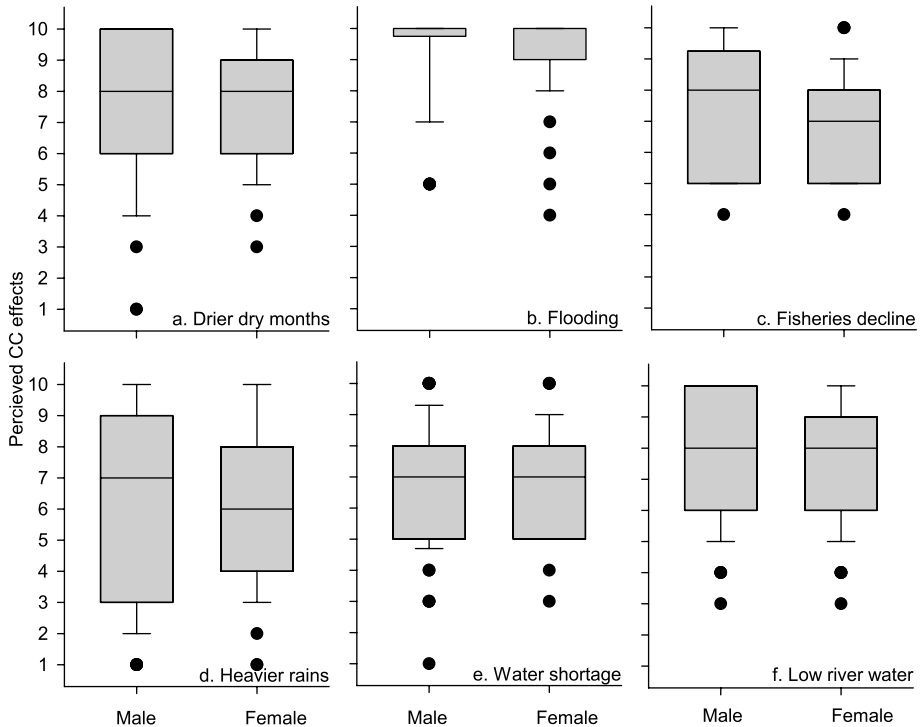 Percieved CC effects
10
9
8
7
6
5
4
3
2
1
a. Drier dry months
b. Flooding
c. Fisheries decline
10
9
8
7
6
5
4
3
2
1
d. Heavier rains
e. Water shortage
f. Low river water
Male Female Male Female Male Female